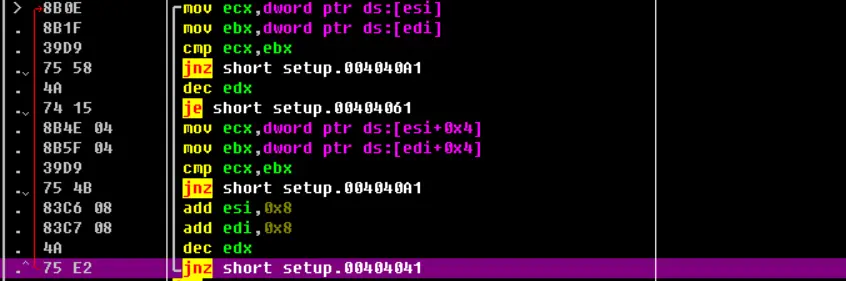 > 8B0E mov ecx,dword ptr ds:[esi]
. 8B1F mov ebx,dword ptr ds:[edi]
. 39D9 cmp ecx,ebx
. 75 58 jnz short setup.004040A1
. 4A dec edx
. 74 15 je short setup.00404061
. 8B4E 04 mov ecx,dword ptr ds:[esi+0x4]
. 8B5F 04 mov ebx,dword ptr ds:[edi+0x4]
. 39D9 cmp ecx,ebx
. 75 4B jnz short setup.004040A1
. 83C6 08 add esi,0x8
. 83C7 08 add edi,0x8
. 4A dec edx
. 75 E2 jnz short setup.00404041